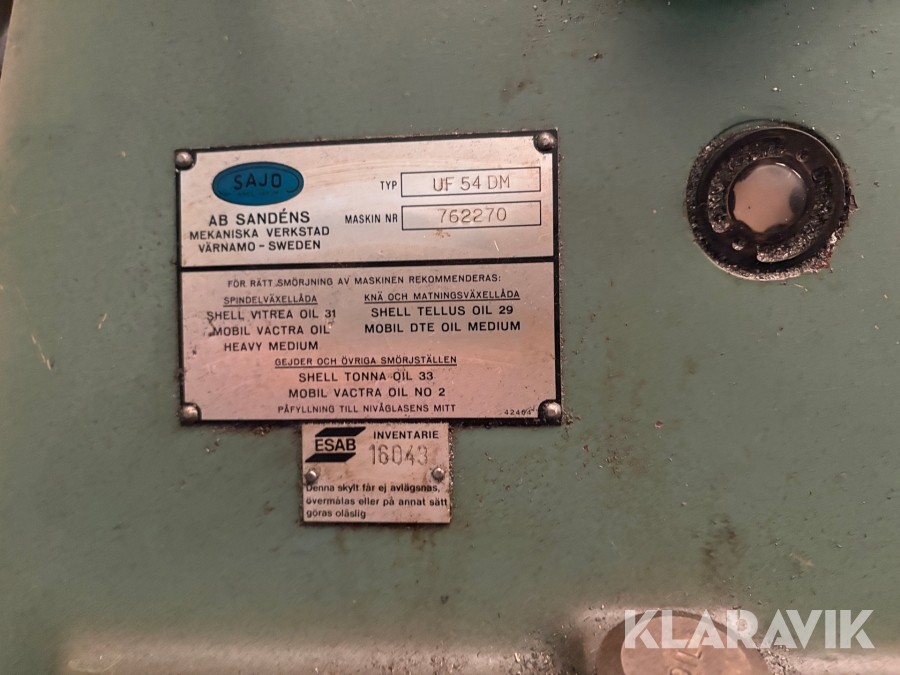 SAJO
AB SANDÉNS
MEKANISKA VERKSTAD
VÄRNAMO - SWEDEN
TYP UF 54 DM
MASKIN NR 762270
FÖR RÄTT SMÖRJNING AV MASKINEN REKOMMENDERAS:
SPINDELVÄXELLÅDA
SHELL VITREA OIL 31
MOBIL VACTRA OIL
HEAVY MEDIUM
KNÄ OCH MATNINGSVÄXELLÅDA
SHELL TELLUS OIL 29
MOBIL DTE OIL MEDIUM
GEJDER OCH ÖVRIGA SMÖRJSTÄLLEN
SHELL TONNA OIL 33
MOBIL VACTRA OIL NO 2
PÅFYLLNING TILL NIVÅGLASENS MITT
42404
ESAB
INVENTARIE
16043
Denna skylt får ej avlägsnas,
övermålas eller på annat sätt
göras oläslig
KLARAVIK